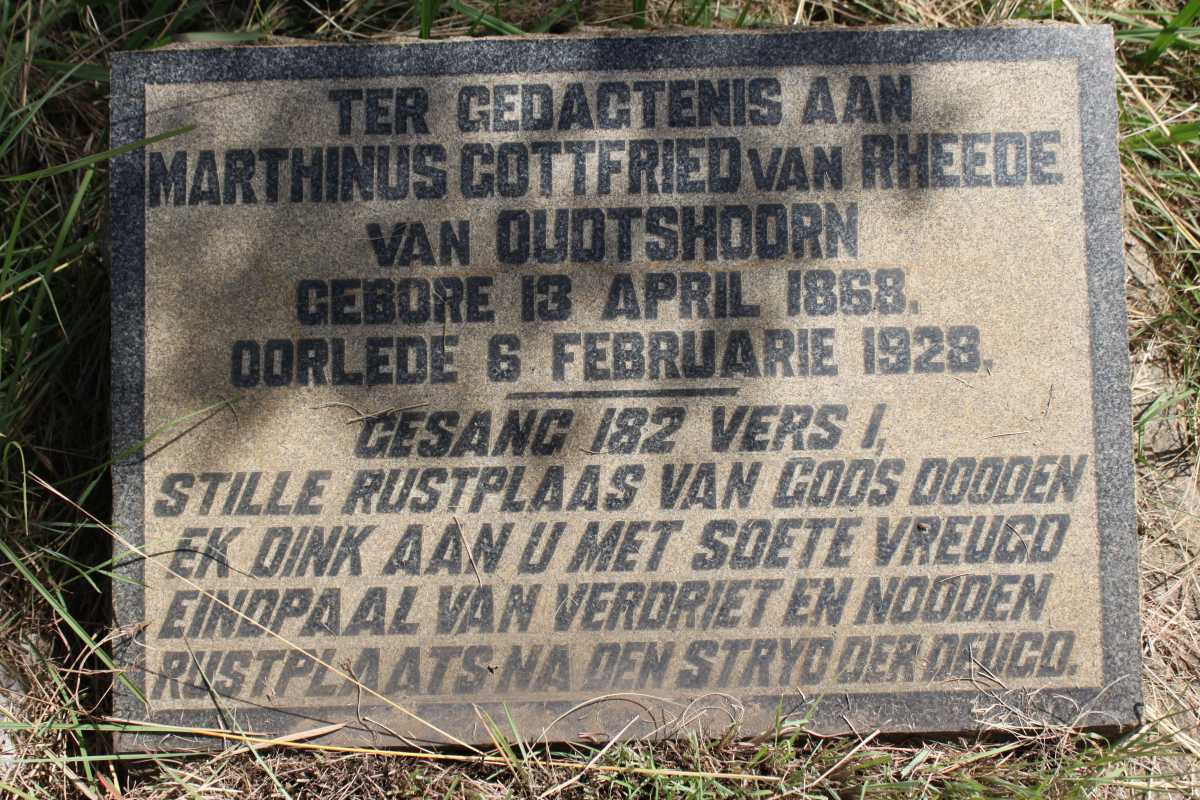 TER GEDACTENIS AAN
MARTHINUS GOTTFRIED VAN RHEEDE
VAN OUDTSHOORN
GEBORE 13 APRIL 1868.
OORLEDE 6 FEBRUARIE 1928.
GESANG 182 VERS 1,
STILLE RUSTPLAAS VAN GODS DOODEN
EK DINK AAN U MET SOETE VREUGD
EINDPAAL VAN VERDRIET EN NOODEN
RUSTPLAATS NA DEN STRYD DER DEUGD.